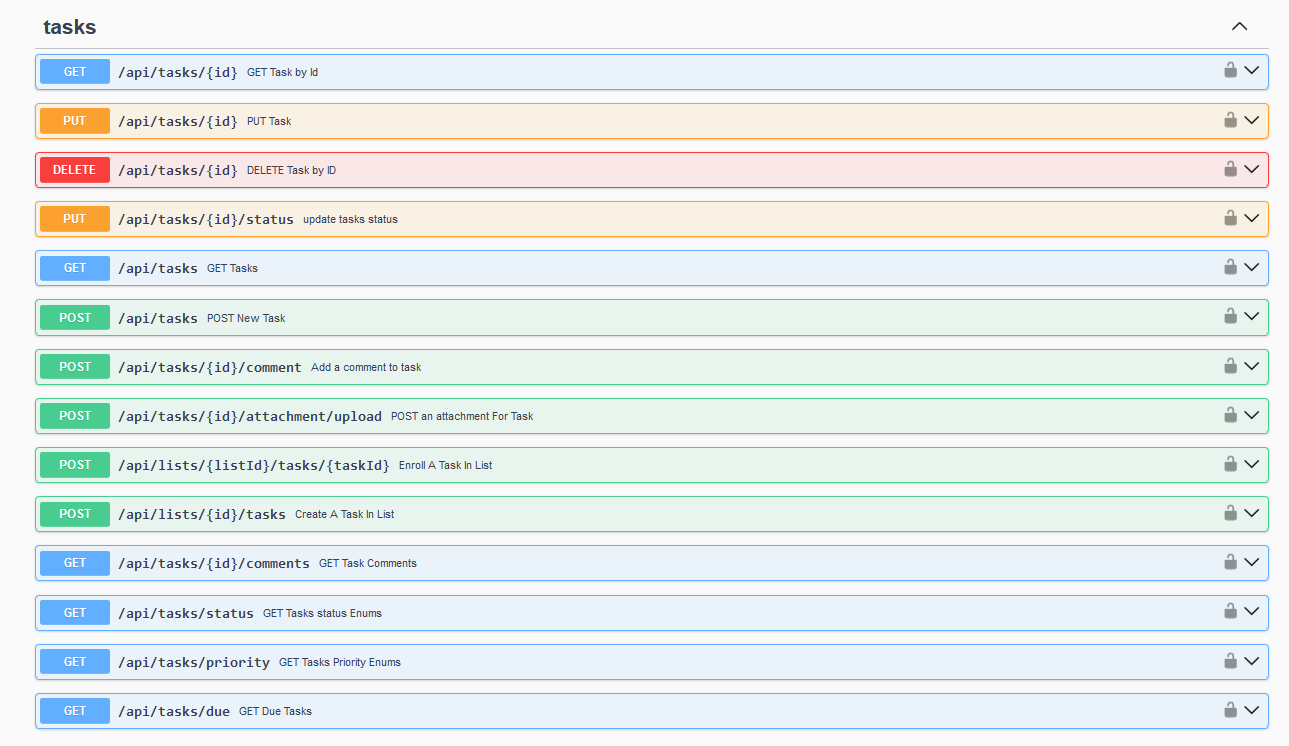 tasks
GET /api/tasks/{id} GET Task by Id
PUT /api/tasks/{id} PUT Task
DELETE /api/tasks/{id} DELETE Task by ID
PUT /api/tasks/{id}/status update tasks status
GET /api/tasks GET Tasks
POST /api/tasks POST New Task
POST /api/tasks/{id}/comment Add a comment to task
POST /api/tasks/{id}/attachment/upload POST an attachment For Task
POST /api/lists/{listId}/tasks/{taskId} Enroll A Task In List
POST /api/lists/{id}/tasks Create A Task In List
GET /api/tasks/{id}/comments GET Task Comments
GET /api/tasks/status GET Tasks status Enums
GET /api/tasks/priority GET Tasks Priority Enums
GET /api/tasks/due GET Due Tasks